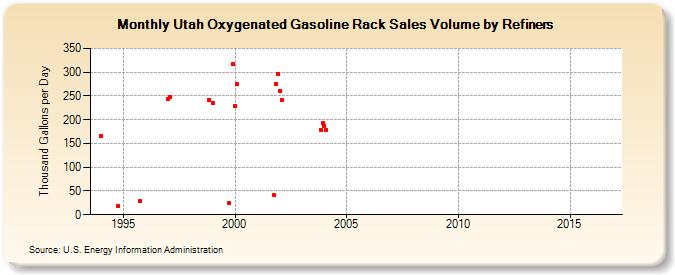 Monthly Utah Oxygenated Gasoline Rack Sales Volume by Refiners
Thousand Gallons per Day
350
300
250
200
150
100
50
0
1995 2000 2005 2010 2015
Source: U.S. Energy Information Administration